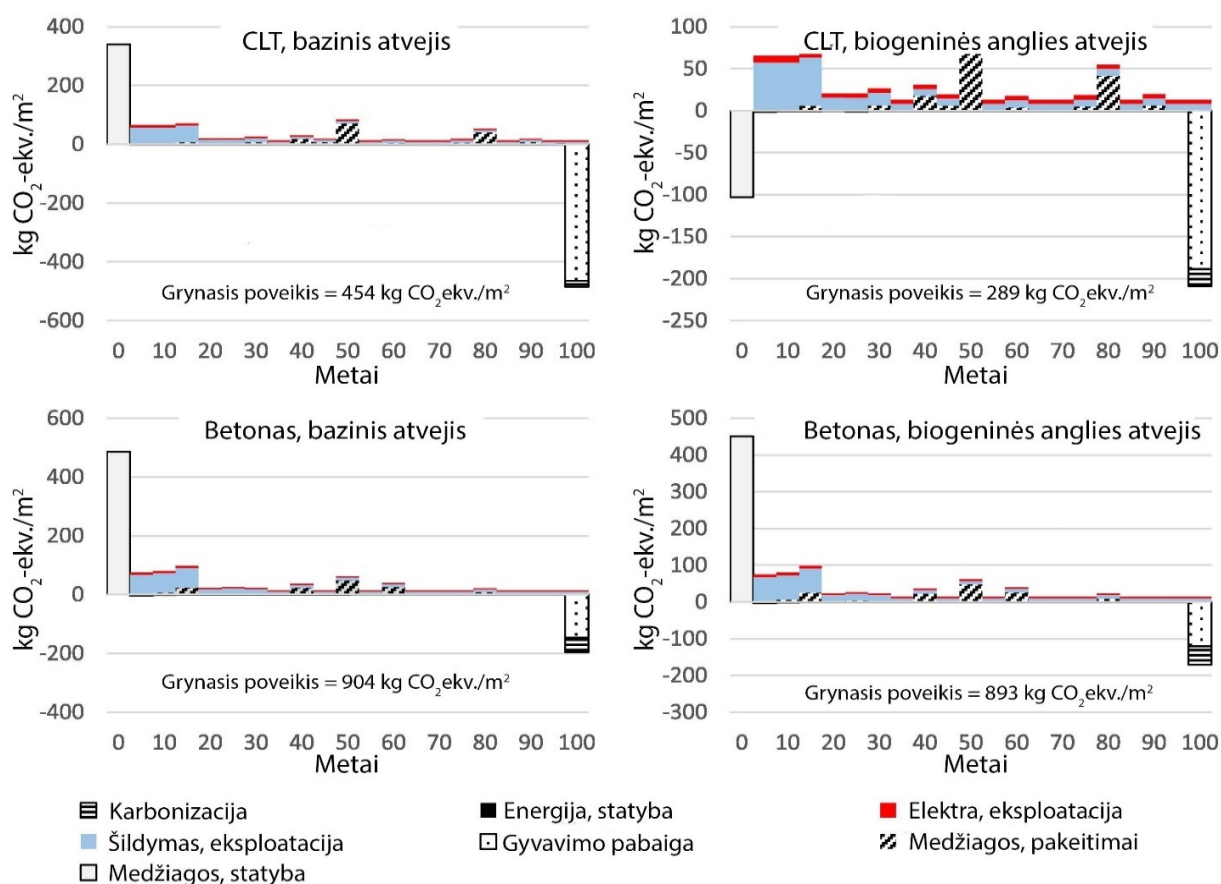 CLT, bazinis atvejis
kg CO₂-ekv./m²
400
200
0
-200
-400
-600
Grynasis poveikis = 454 kg CO₂ekv./m²
0 10 20 30 40 50 60 70 80 90 100
Metai
CLT, biogeninės anglies atvejis
kg CO₂-ekv./m²
100
50
0
-50
-100
-150
-200
-250
Grynasis poveikis = 289 kg CO₂ekv./m²
0 10 20 30 40 50 60 70 80 90 100
Metai
Betonas, bazinis atvejis
kg CO₂-ekv./m²
600
400
200
0
-200
-400
Grynasis poveikis = 904 kg CO₂ekv./m²
0 10 20 30 40 50 60 70 80 90 100
Metai
Betonas, biogeninės anglies atvejis
kg CO₂-ekv./m²
500
400
300
200
100
0
-100
-200
-300
Grynasis poveikis = 893 kg CO₂ekv./m²
0 10 20 30 40 50 60 70 80 90 100
Metai
Karbonizacija
Energija, statyba
Elektra, eksploatacija
Šildymas, eksploatacija
Gyvavimo pabaiga
Medžiagos, pakeitimai
Medžiagos, statyba